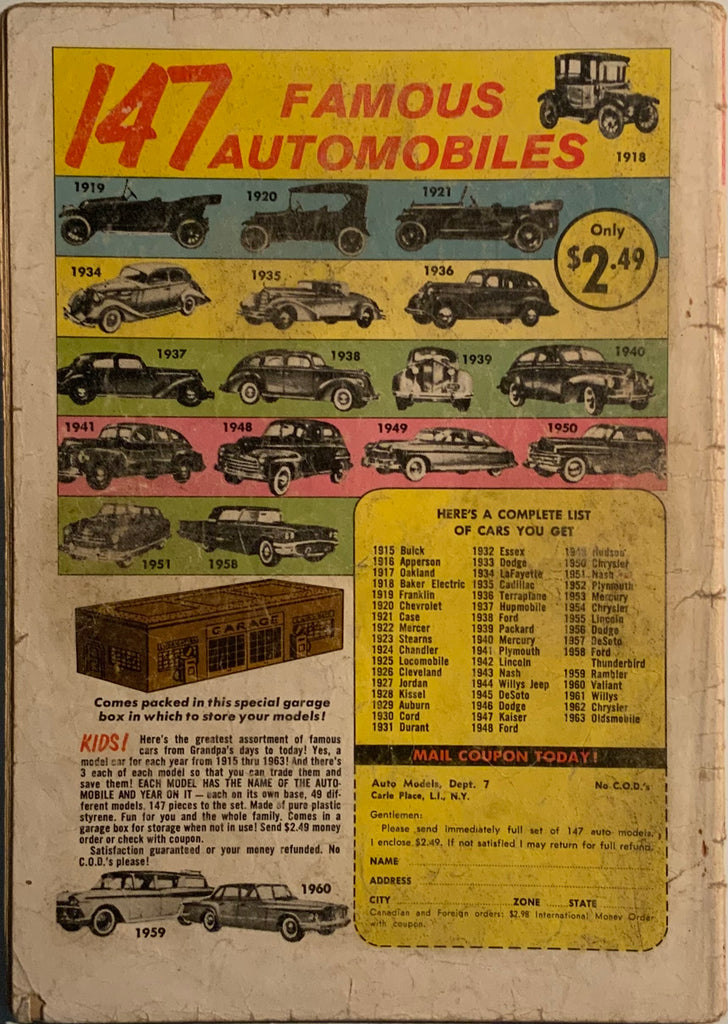 147 FAMOUS
AUTOMOBILES
1918
1919
1920
1921
Only
$2.49
1934
1935
1936
1937
1938
1939
1940
1941
1948
1949
1950
1951
1958
HERE'S A COMPLETE LIST
OF CARS YOU GET
1915 Buick
1916 Apperson
1917 Oakland
1918 Baker Electric
1919 Franklin
1920 Chevrolet
1921 Case
1922 Mercer
1923 Stearns
1924 Chandler
1925 Locomobile
1926 Cleveland
1927 Jordan
1928 Kissel
1929 Auburn
1930 Cord
1931 Durant
1932 Essex
1933 Dodge
1934 LaFayette
1935 Cadillac
1936 Terraplane
1937 Hupmobile
1938 Ford
1939 Packard
1940 Mercury
1941 Plymouth
1942 Lincoln
1943 Nash
1944 Willys Jeep
1945 DeSoto
1946 Dodge
1947 Kaiser
1948 Ford
Hudson
1950 Chrysler
1951 Nash
1952 Plymouth
1953 Mercury
1954 Chrysler
1955 Lincoln
1956 Dodge
1957 DeSoto
1958 Ford
Thunderbird
1959 Rambler
1960 Valiant
1961 Willys
1962 Chrysler
1963 Oldsmobile
GARAGE
Comes packed in this special garage
box in which to store your models!
KIDS! Here's the greatest assortment of famous
cars from Grandpa's days to today! Yes, a
model car for each year from 1915 thru 1963! And there's
3 each of each model so that you can trade them and
save them! EACH MODEL HAS THE NAME OF THE AUTO-
MOBILE AND YEAR ON IT — each on its own base, 49 dif-
ferent models, 147 pieces to the set. Made of pure plastic
styrene. Fun for you and the whole family. Comes in a
garage box for storage when not in use! Send $2.49 money
order or check with coupon.
Satisfaction guaranteed or your money refunded. No
C.O.D.'s please!
1959
1960
MAIL COUPON TODAY!
Auto Models, Dept. 7 No C.O.D.'s
Carle Place, L.I., N.Y.
Gentlemen:
Please send immediately full set of 147 auto models.
I enclose $2.49. If not satisfied I may return for full refund.
NAME
ADDRESS
CITY ZONE STATE
Canadian and Foreign orders: $2.98 International Money Order
with coupon.